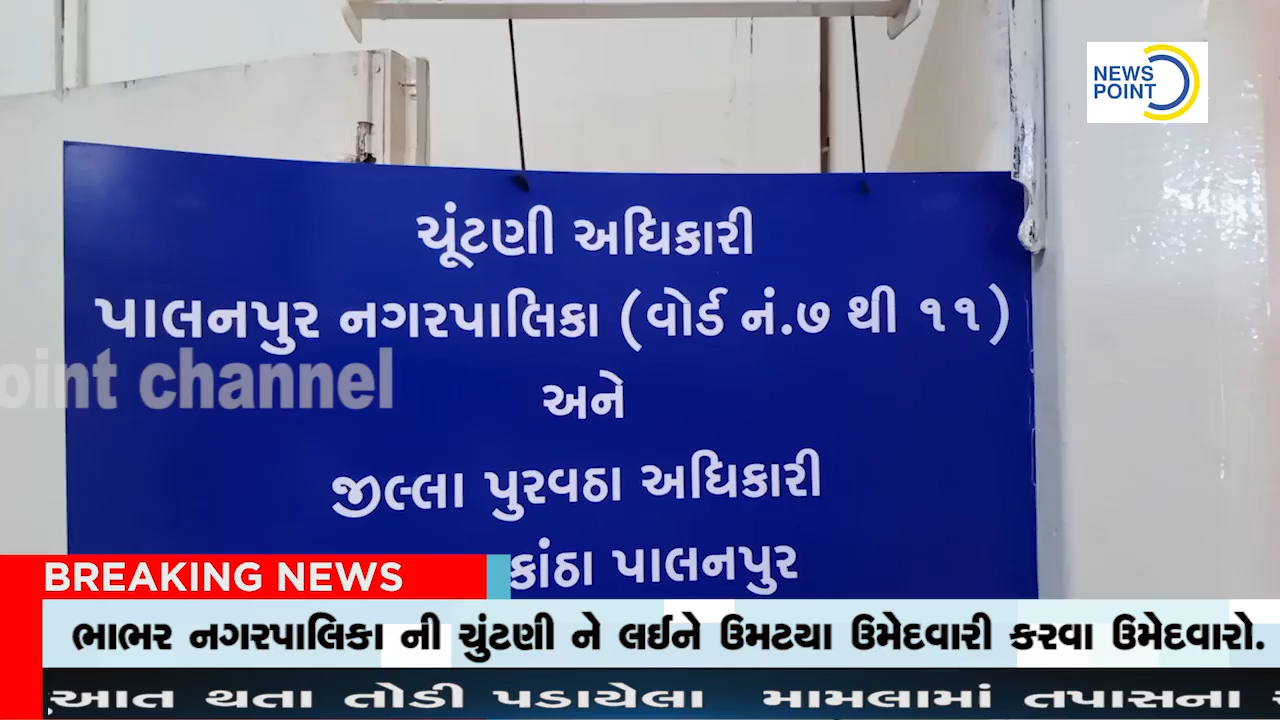 NEWS
POINT
ચૂંટણી અધિકારી
પાલનપુર નગરપાલિકા (વોર્ડ નં.૭ થી ૧૧)
oint channel
અને
જીલ્લા પુરવઠા અધિકારી
કાંઠા પાલનપુર
BREAKING NEWS
ભાભર નગરપાલિકા ની ચુંટણી ને લઈને ઉમટયા ઉમેદવારી કરવા ઉમેદવારો.
આત થતા તોડી પડાયેલા મામલામાં તપાસના